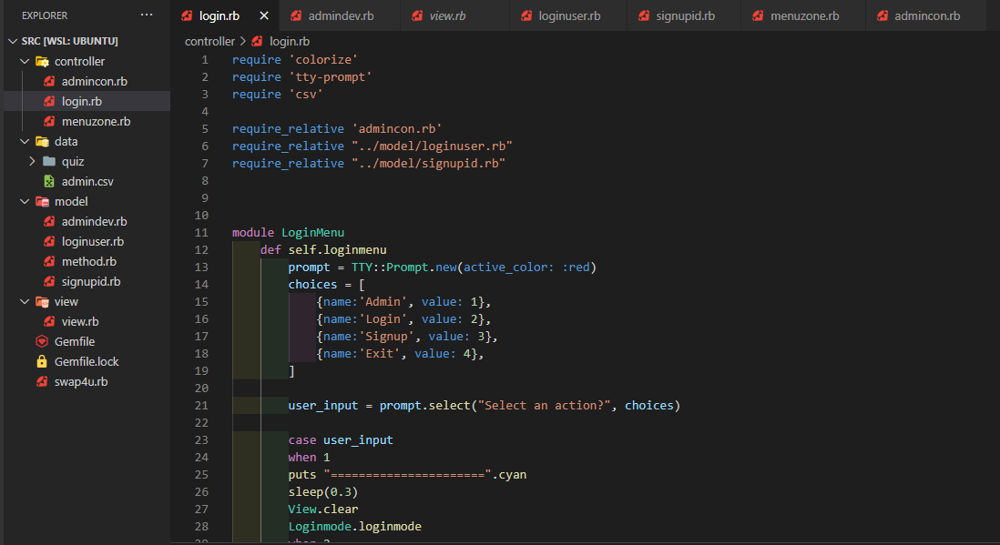 EXPLORER
SRC [WSL: UBUNTU]
controller
admincon.rb
login.rb
menuzone.rb
data
quiz
admin.csv
model
admindev.rb
loginuser.rb
method.rb
signupid.rb
view
view.rb
Gemfile
Gemfile.lock
swap4u.rb
login.rb admindev.rb view.rb loginuser.rb signupid.rb menuzone.rb admincon.rb
controller > login.rb
1 require 'colorize'
2 require 'tty-prompt'
3 require 'csv'
4
5 require_relative 'admincon.rb'
6 require_relative "../model/loginuser.rb"
7 require_relative "../model/signupid.rb"
8
9
10
11 module LoginMenu
12 def self.loginmenu
13 prompt = TTY::Prompt.new(active_color: :red)
14 choices = [
15 {name:'Admin', value: 1},
16 {name:'Login', value: 2},
17 {name:'Signup', value: 3},
18 {name:'Exit', value: 4},
19 ]
20
21 user_input = prompt.select("Select an action?", choices)
22
23 case user_input
24 when 1
25 puts "======================".cyan
26 sleep(0.3)
27 View.clear
28 Loginmode.loginmode